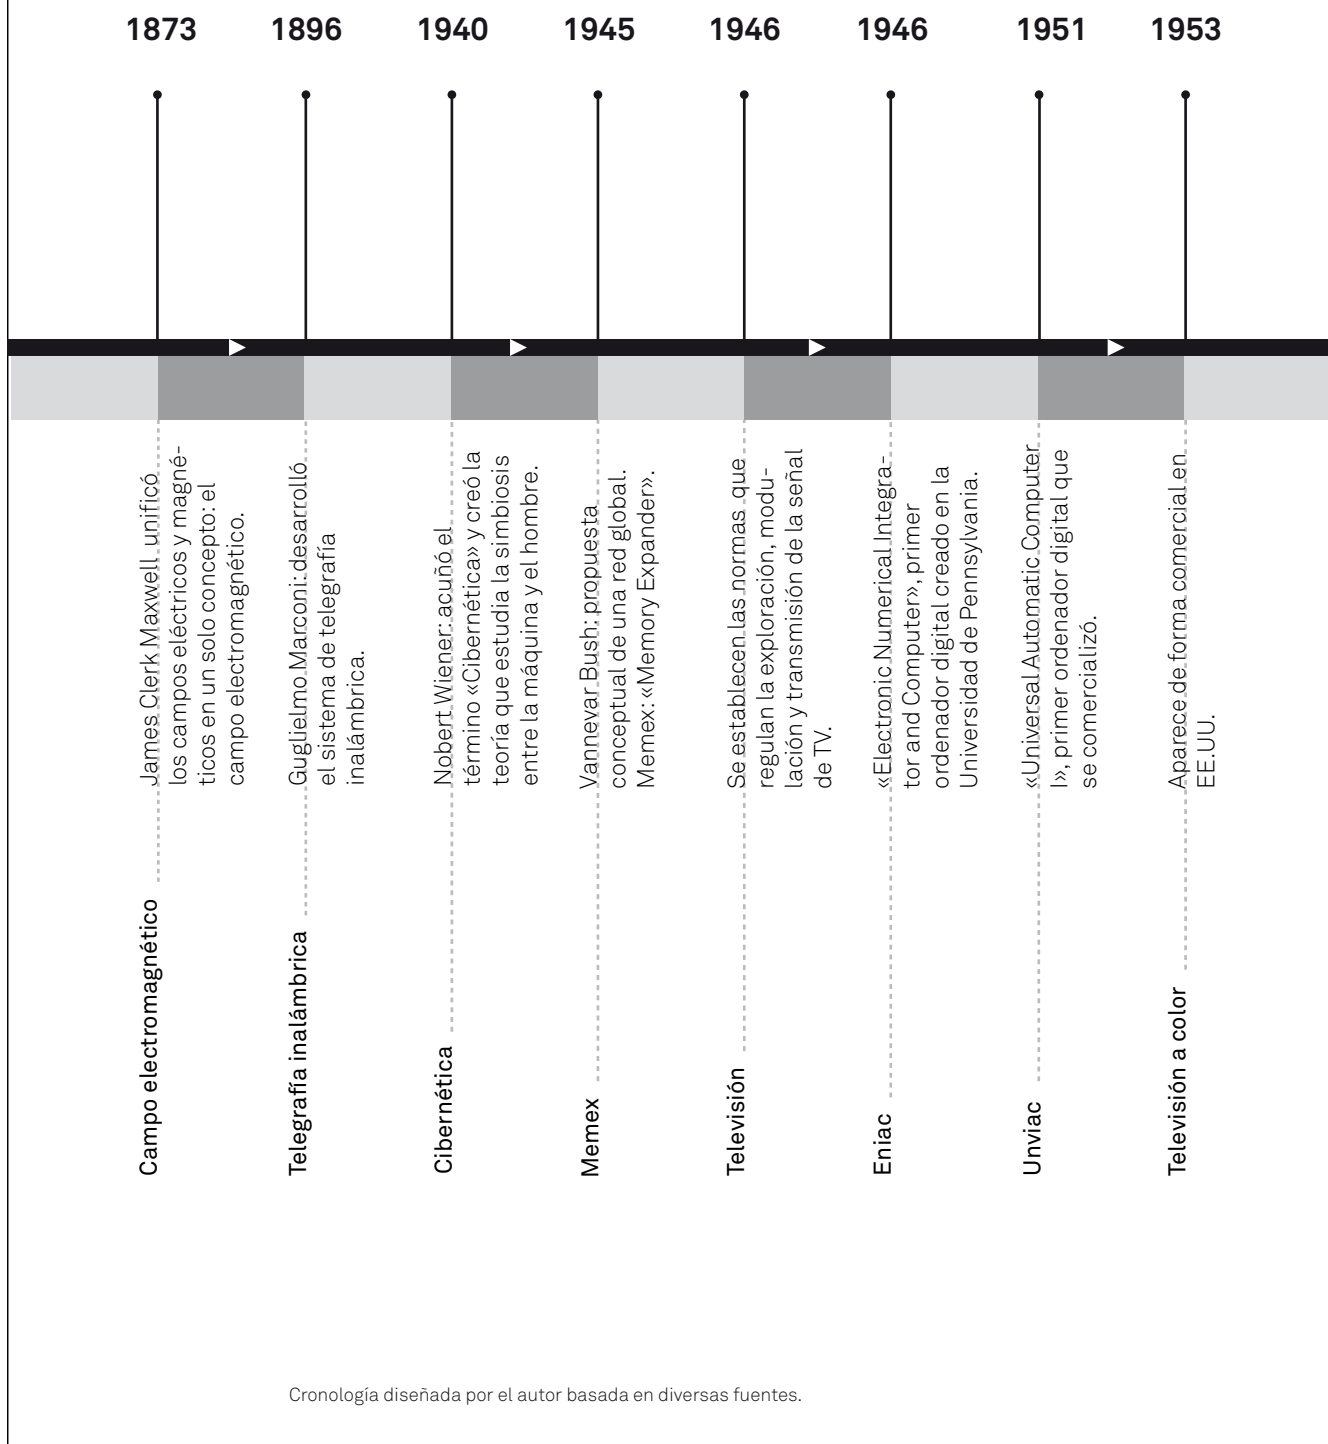 1873
1896
1940
1945
1946
1946
1951
1953
James Clerk Maxwell unificó
los campos eléctricos y magné-
ticos en un solo concepto: el
campo electromagnético.
Guglielmo Marconi: desarrolló
el sistema de telegrafía
inalámbrica.
Nobert Wiener: acuñó el
término «Cibernética» y creó la
teoría que estudia la simbiosis
entre la máquina y el hombre.
Vannevar Bush: propuesta
conceptual de una red global.
Memex: «Memory Expander».
Se establecen las normas que
regulan la exploración, modu-
lación y transmisión de la señal
de TV.
«Electronic Numerical Integra-
tor and Computer», primer
ordenador digital creado en la
Universidad de Pennsylvania.
«Universal Automatic Computer
I», primer ordenador digital que
se comercializó.
Aparece de forma comercial en
EE.UU.
Campo electromagnético
Telegrafía inalámbrica
Cibernética
Memex
Televisión
Eniac
Unviac
Televisión a color
Cronología diseñada por el autor basada en diversas fuentes.